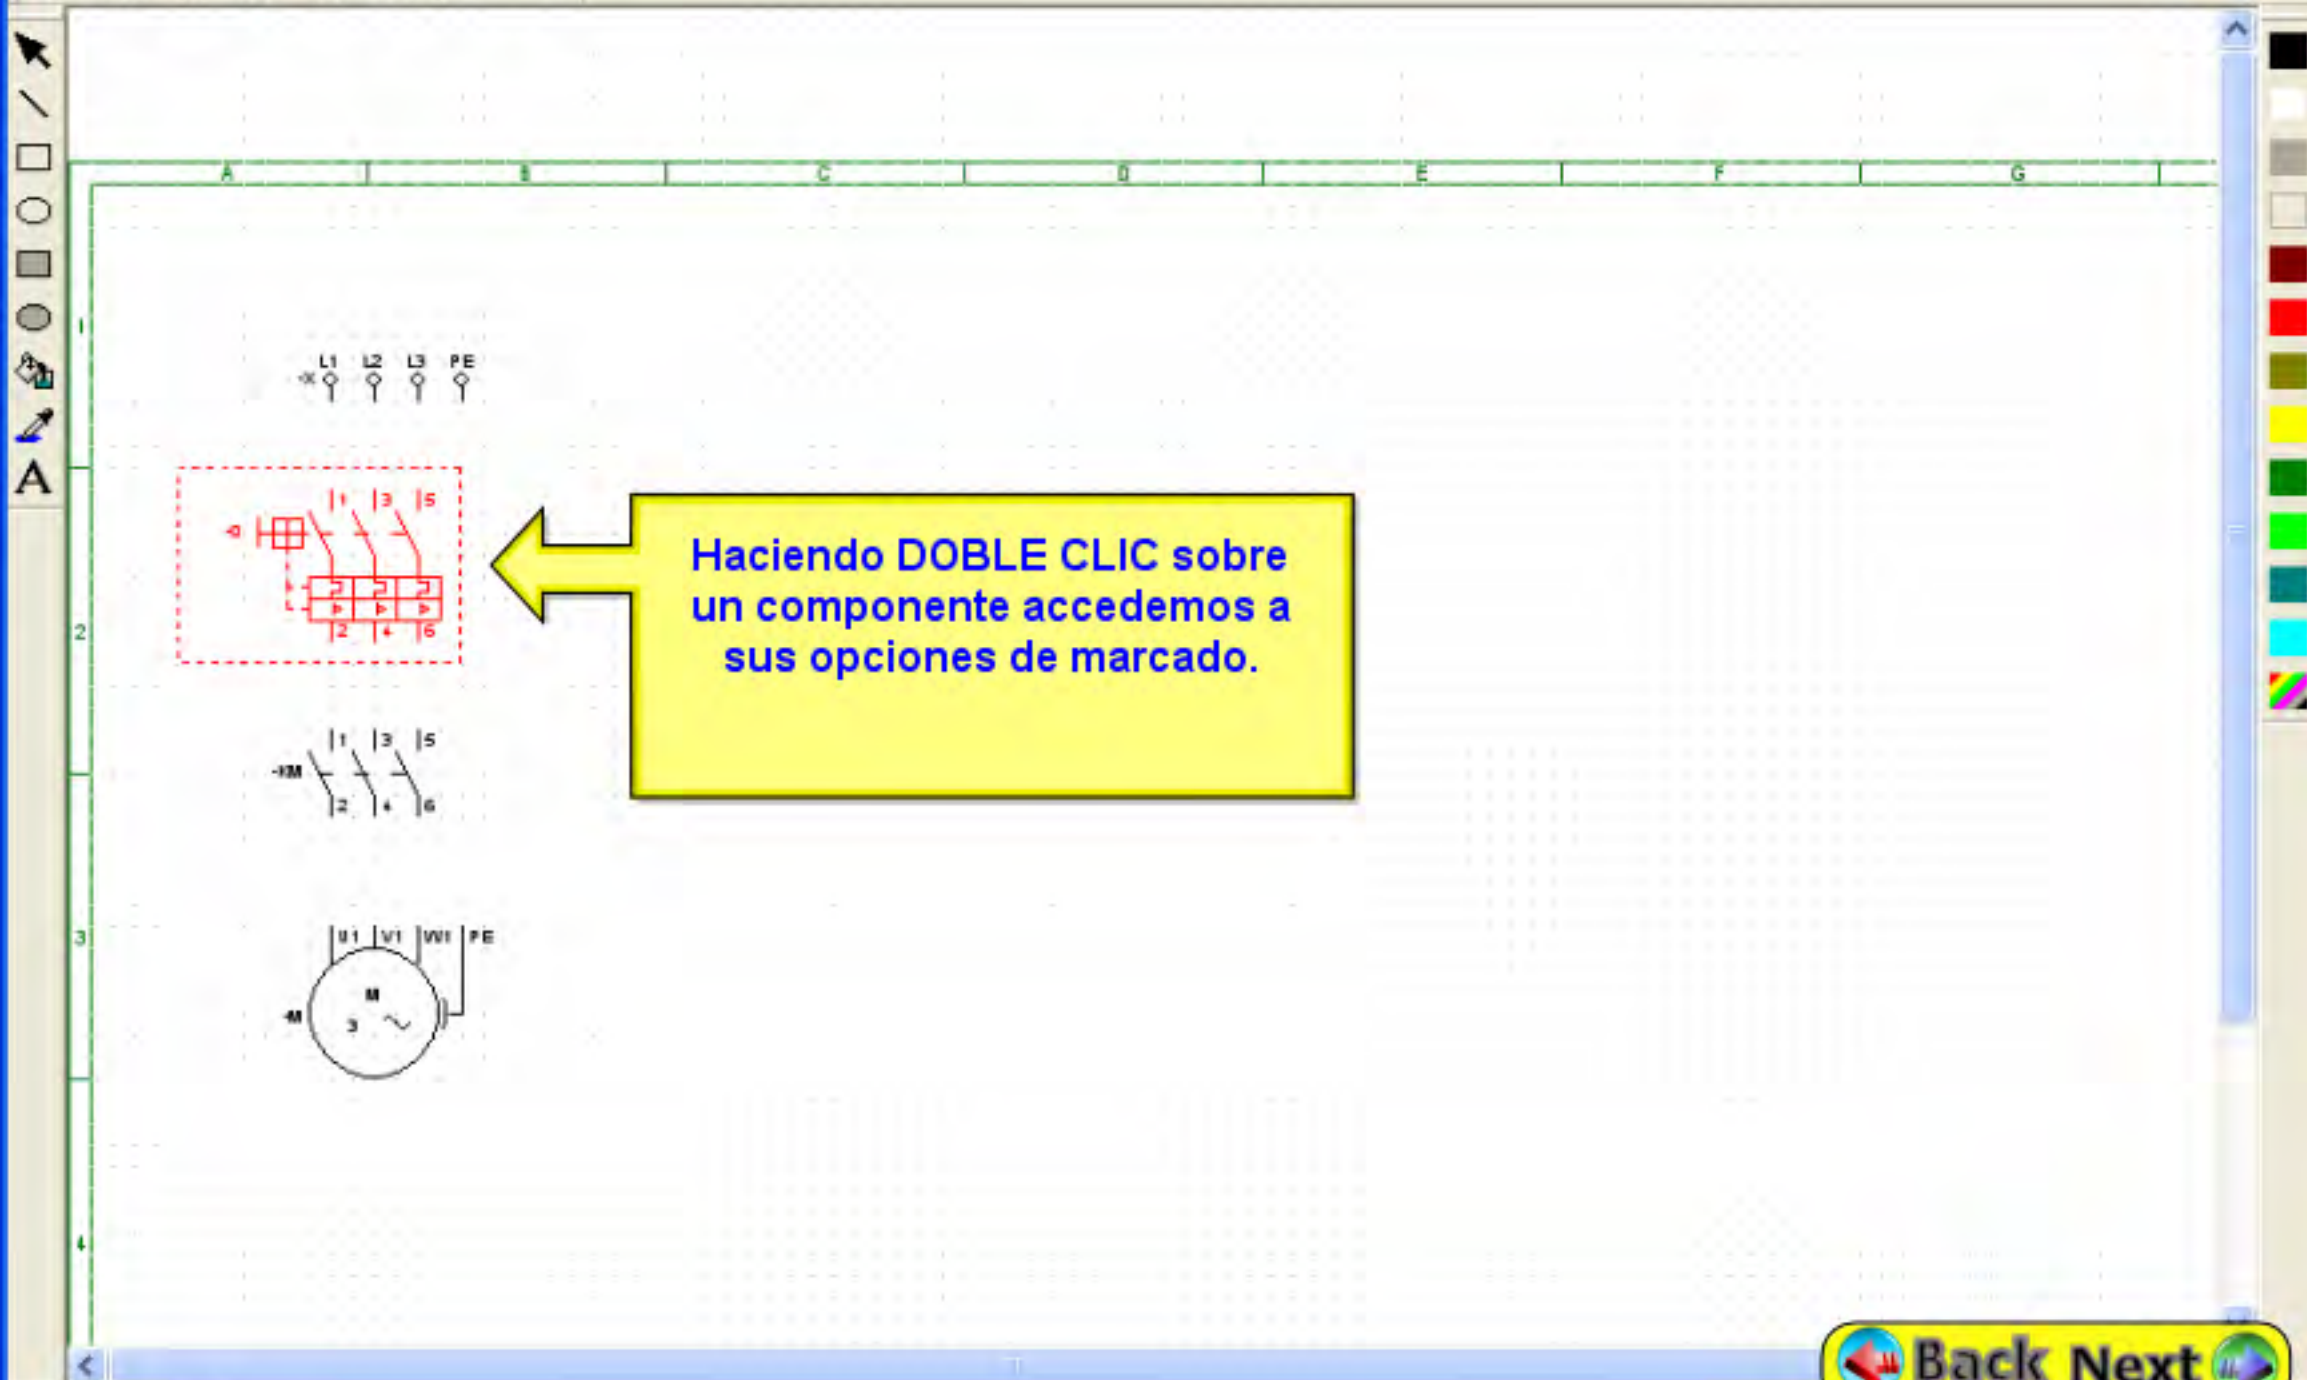 A B C D E F G
1
L1 L2 L3 PE
-X
1 3 5
-Q
Haciendo DOBLE CLIC sobre
un componente accedemos a
sus opciones de marcado.
2 4 6
2
1 3 5
-KM
2 4 6
3
U1 V1 W1 PE
M
-M
3
4
A
Back Next